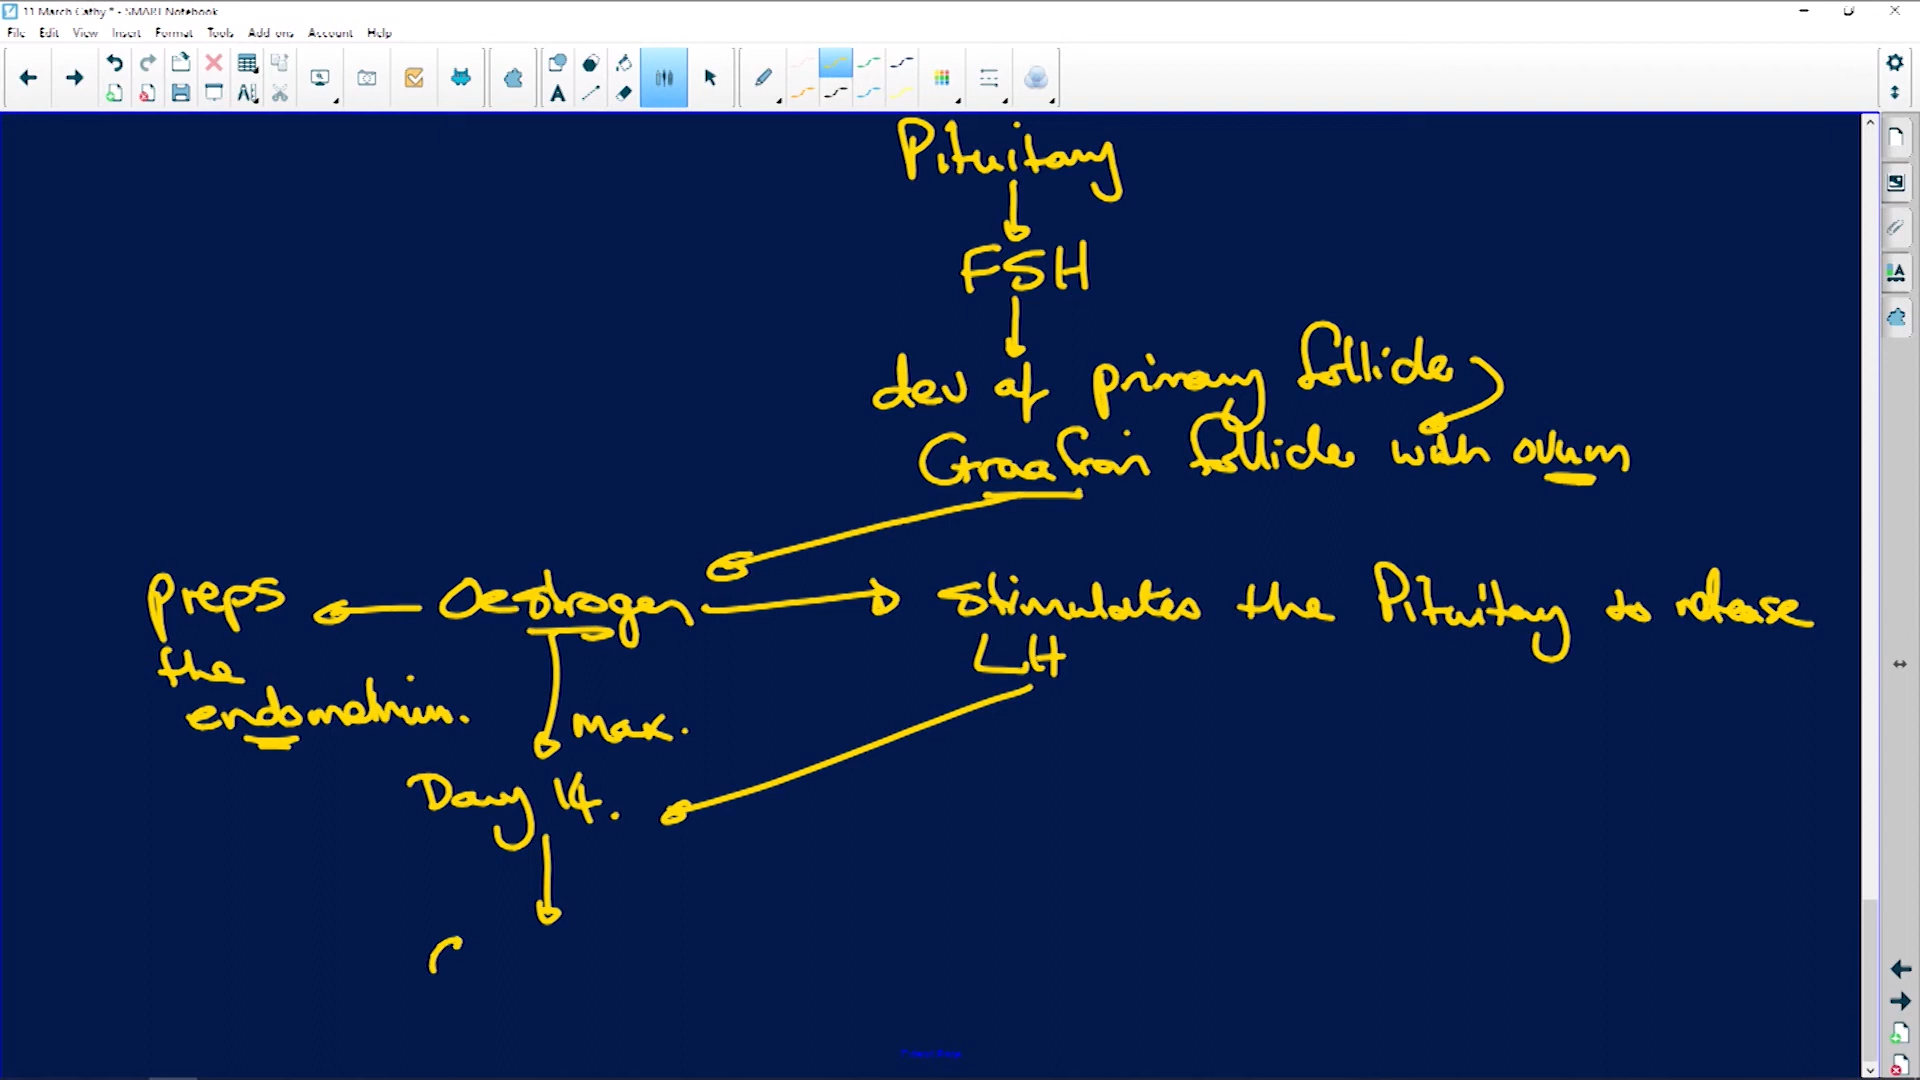 11 March Cathy * - SMART Notebook
File Edit View Insert Format Tools Add-ons Account Help
Pituitary
FSH
dev of primary follicle
Graafian follicle with ovum
preps Oestrogen stimulates the Pituitary to release
the LH
endometrium.
max.
Day 14.